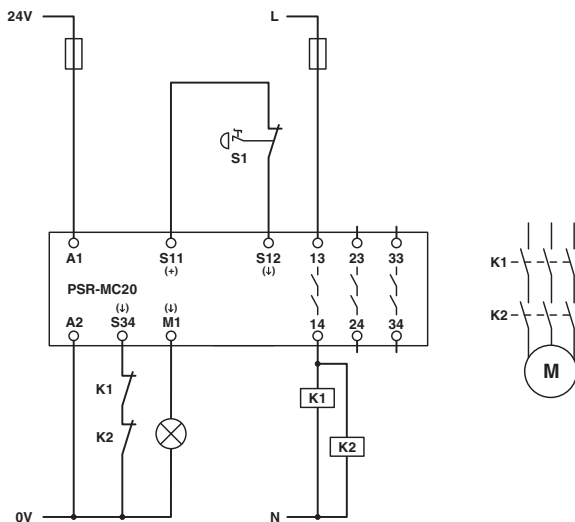 24V
L
S1
A1
S11
(+)
S12
(↓)
13
23
33
PSR-MC20
A2
(↓)
S34
(↓)
M1
14
24
34
K1
K2
K1
K2
0V
N
K1
K2
M